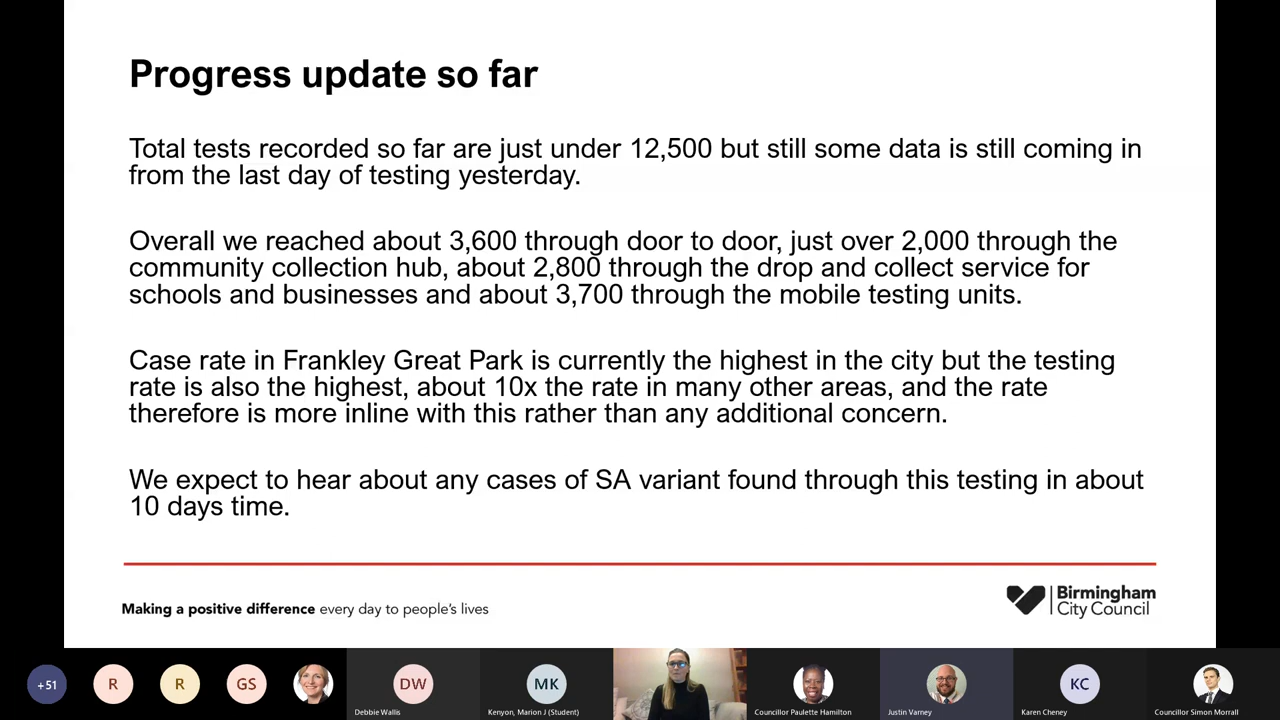 Progress update so far
Total tests recorded so far are just under 12,500 but still some data is still coming in
from the last day of testing yesterday.
Overall we reached about 3,600 through door to door, just over 2,000 through the
community collection hub, about 2,800 through the drop and collect service for
schools and businesses and about 3,700 through the mobile testing units.
Case rate in Frankley Great Park is currently the highest in the city but the testing
rate is also the highest, about 10x the rate in many other areas, and the rate
therefore is more inline with this rather than any additional concern.
We expect to hear about any cases of SA variant found through this testing in about
10 days time.
Making a positive difference every day to people's lives
Birmingham
City Council
+51
R
R
GS
DW
Debbie Wallis
MK
Kenyon, Marion J (Student)
Councillor Paulette Hamilton
Justin Varney
KC
Karen Cheney
Councillor Simon Morrall